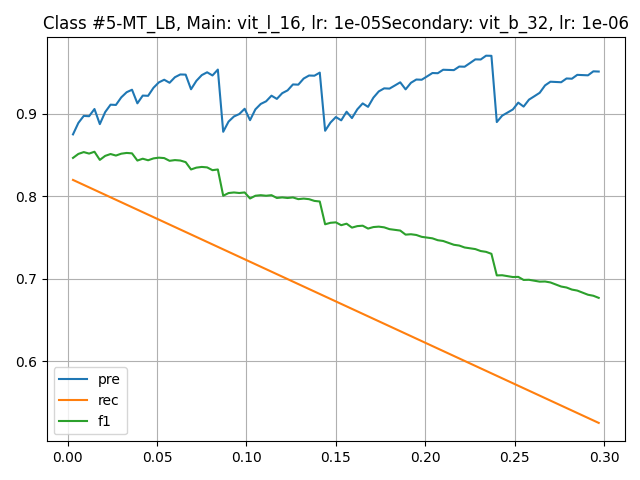 Class #5-MT_LB, Main: vit_l_16, lr: 1e-05Secondary: vit_b_32, lr: 1e-06
0.9
0.8
0.7
0.6
pre
rec
f1
0.00 0.05 0.10 0.15 0.20 0.25 0.30